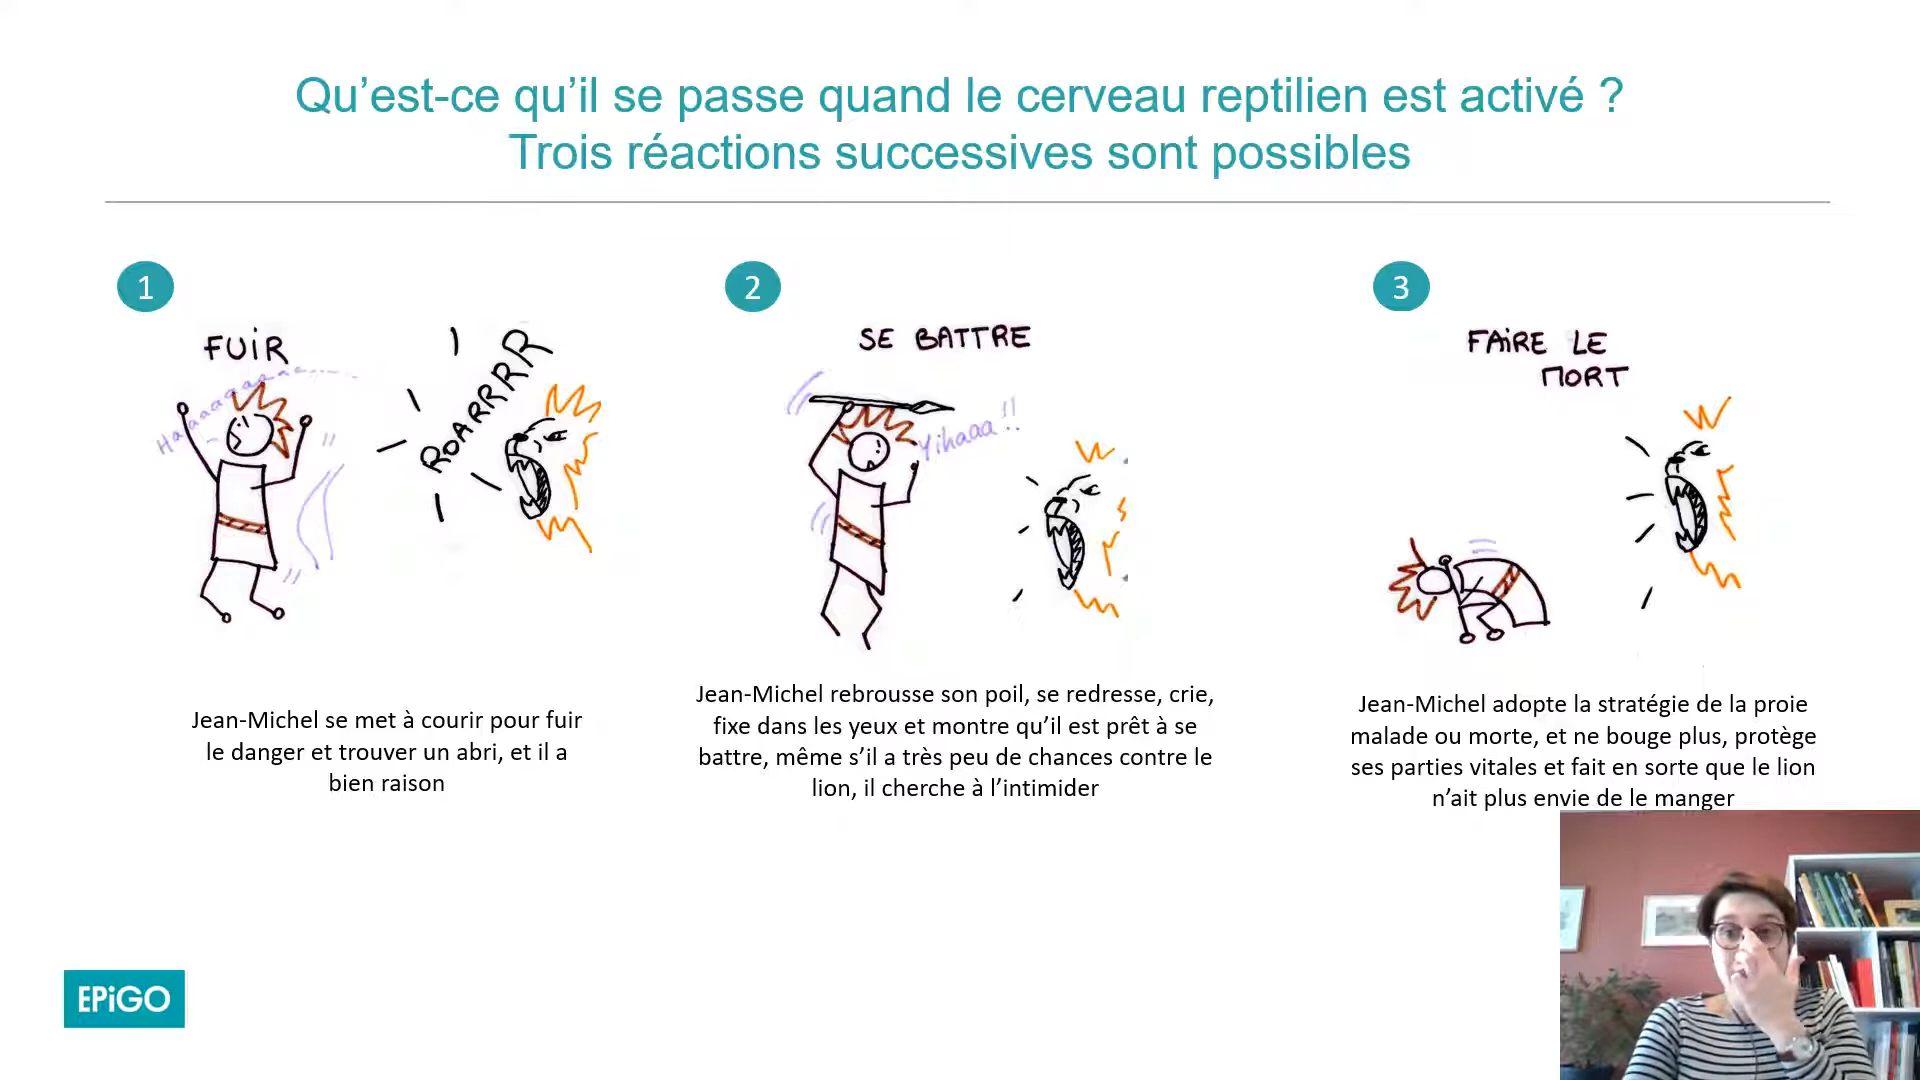 Qu’est-ce qu’il se passe quand le cerveau reptilien est activé ?
Trois réactions successives sont possibles
1
FUIR
Haaaaqaaaae......
ROARRRR
Jean-Michel se met à courir pour fuir
le danger et trouver un abri, et il a
bien raison
2
SE BATTRE
Yihaaa !!
Jean-Michel rebrousse son poil, se redresse, crie,
fixe dans les yeux et montre qu’il est prêt à se
battre, même s’il a très peu de chances contre le
lion, il cherche à l’intimider
3
FAIRE LE
MORT
Jean-Michel adopte la stratégie de la proie
malade ou morte, et ne bouge plus, protège
ses parties vitales et fait en sorte que le lion
n’ait plus envie de le manger
EPiGO